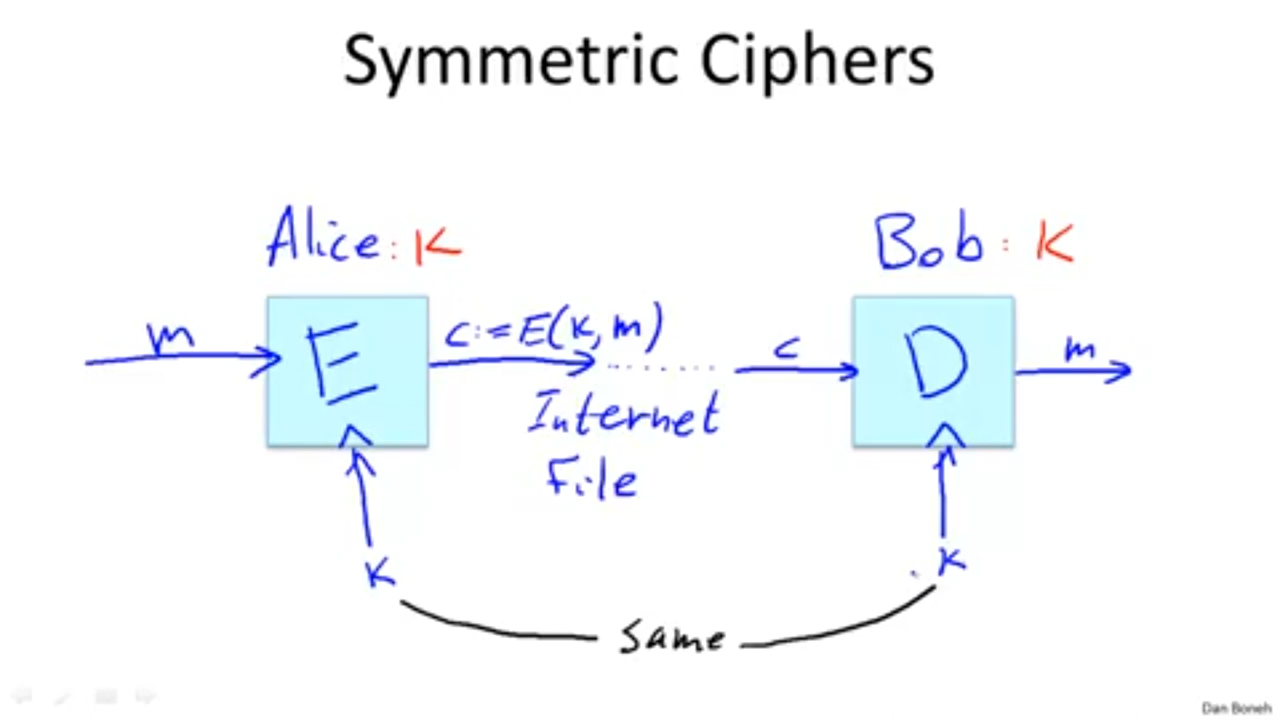 Symmetric Ciphers
Alice: K
Bob: K
m
E
c:=E(k,m)
c
D
m
Internet
File
k
k
same
Dan Boneh